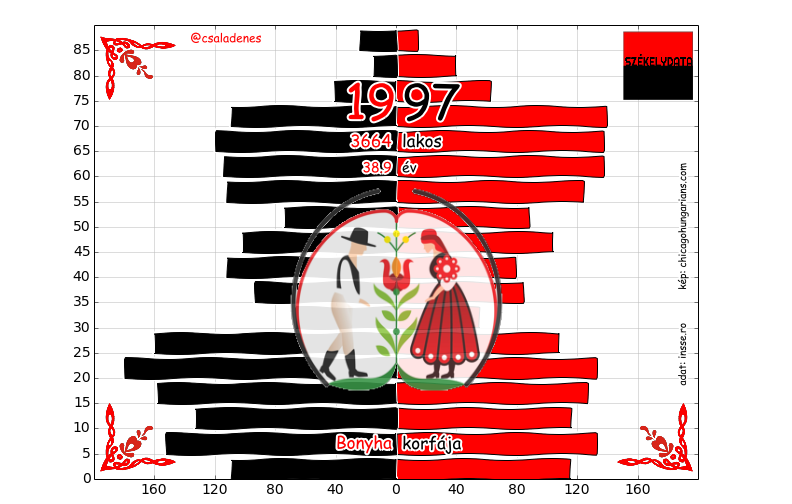 @csaladenes
SZÉKELYDATA
1997
3664 lakos
38.9 év
kép: chicagohungarians.com
adat: insse.ro
Bonyha korfája
85
80
75
70
65
60
55
50
45
40
35
30
25
20
15
10
5
0
160 120 80 40 0 40 80 120 160